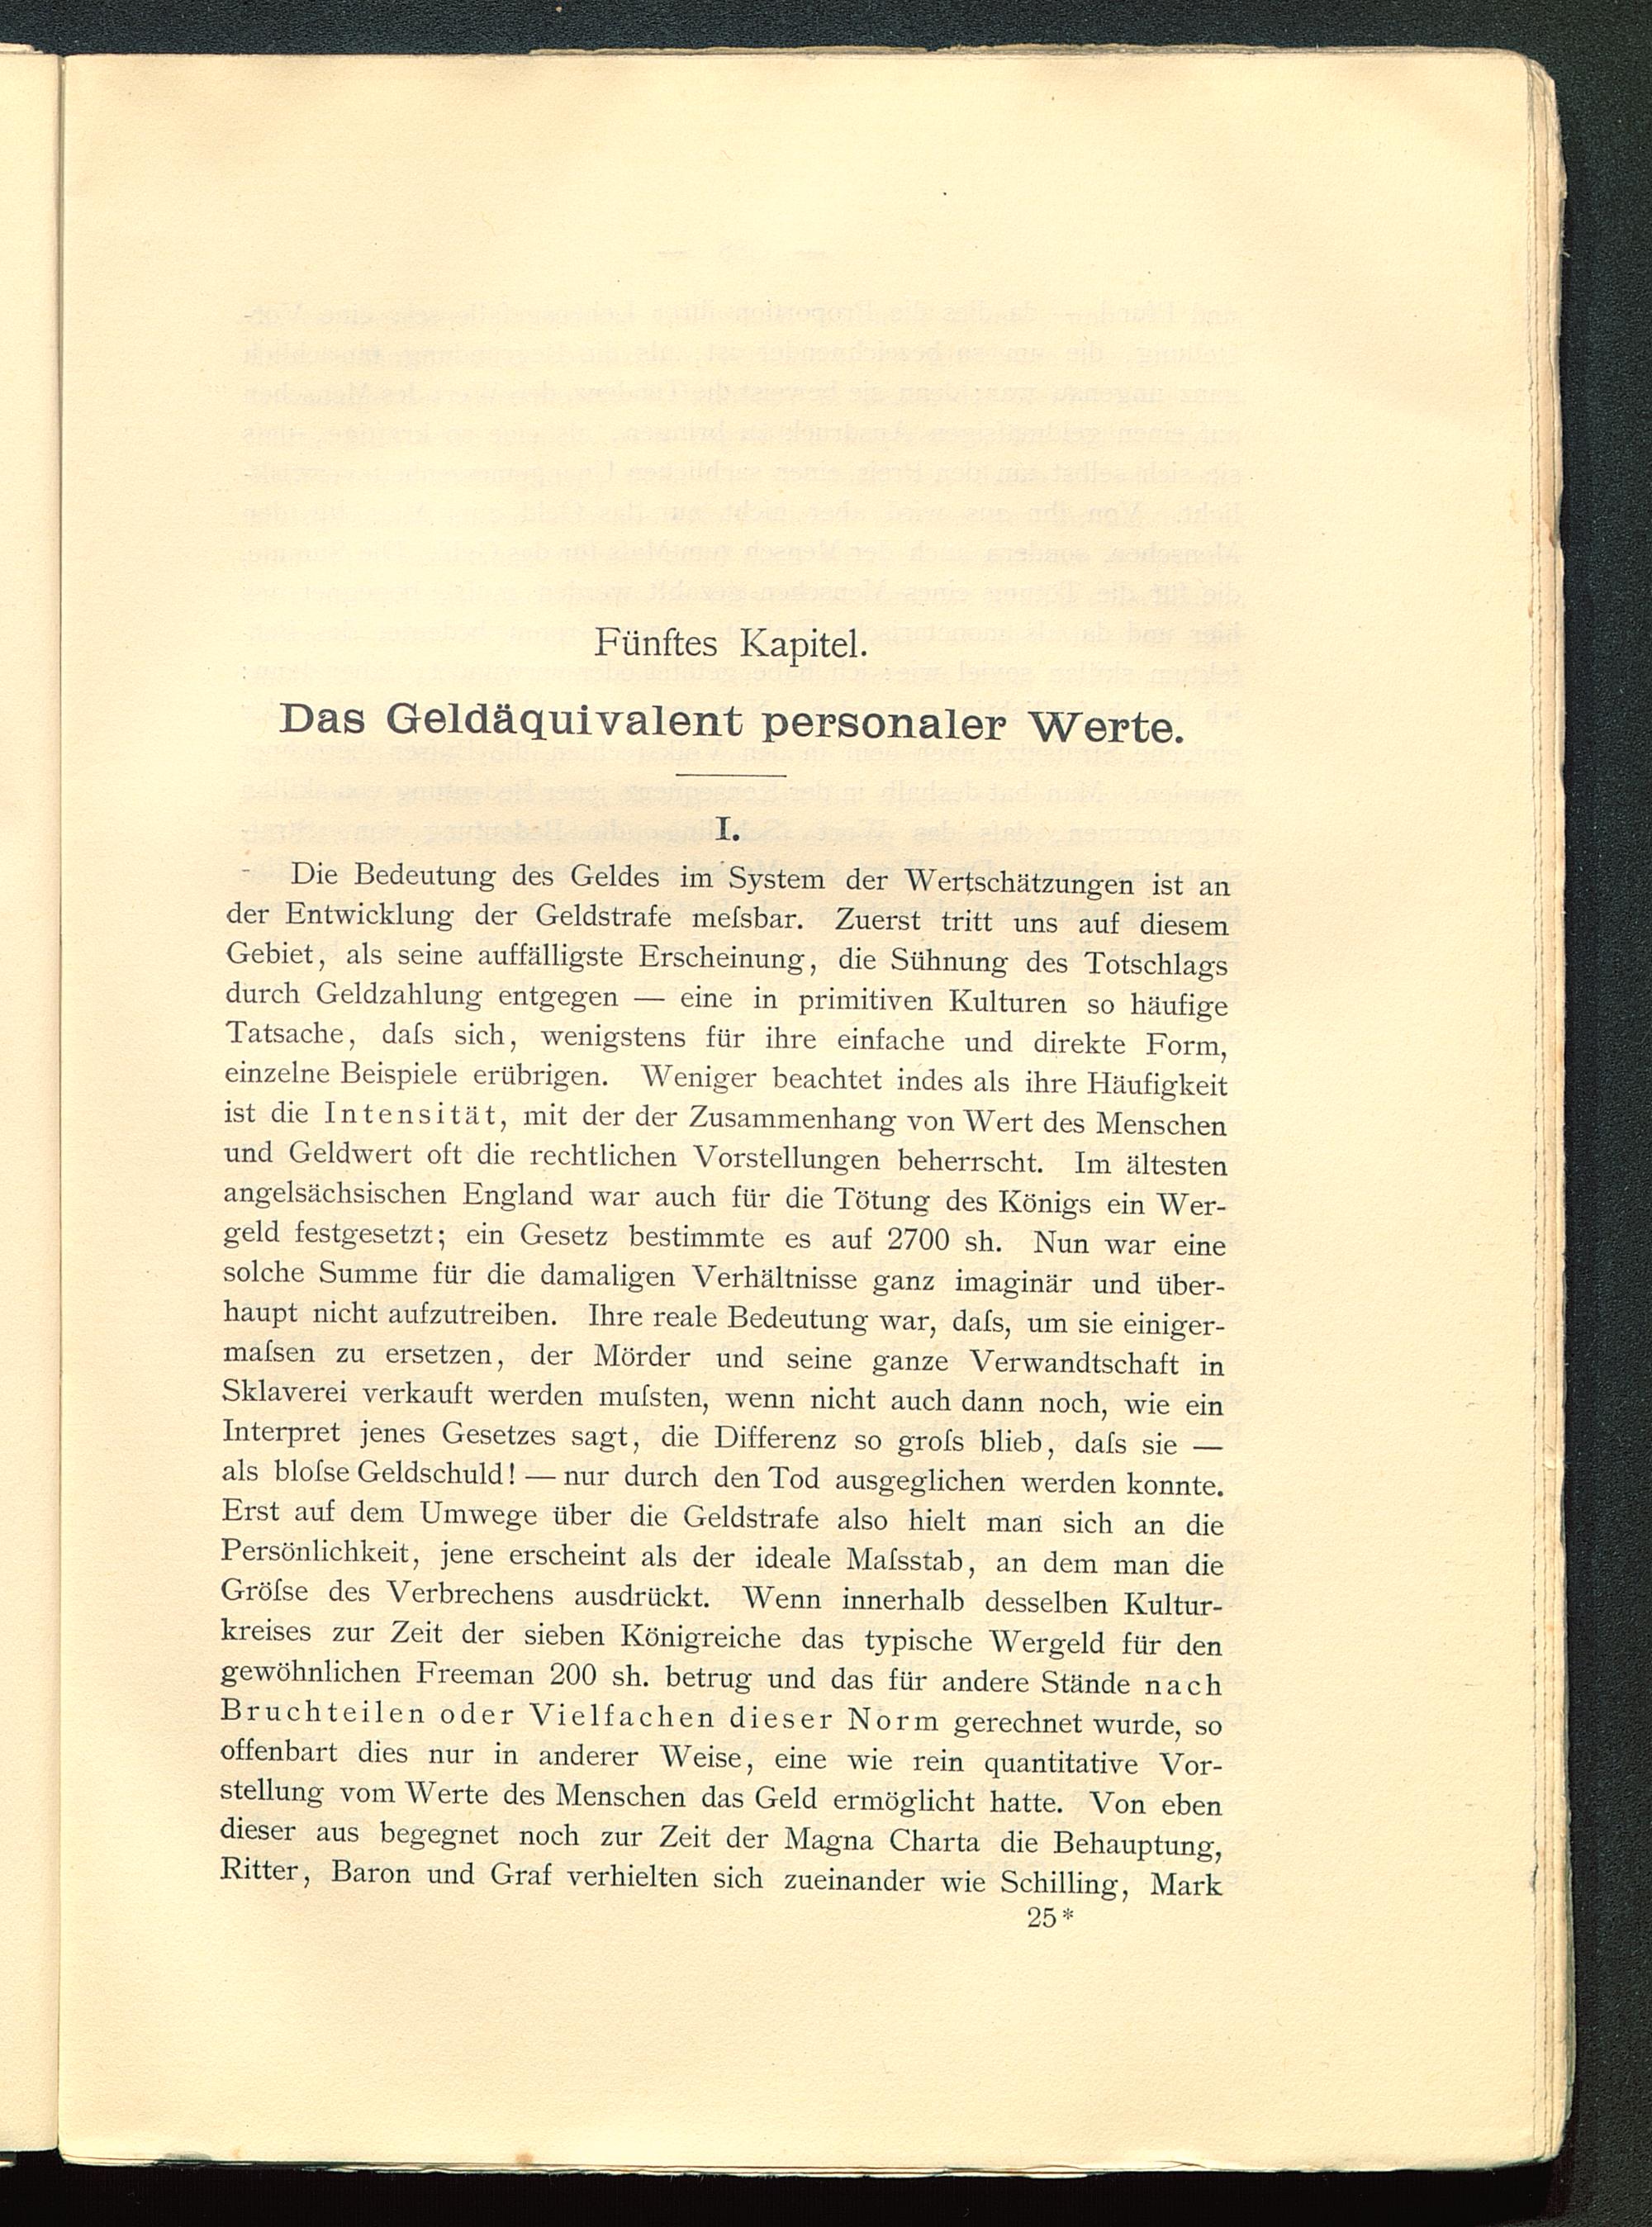 Fünftes Kapitel.
Das Geldäquivalent personaler Werte.
I.
Die Bedeutung des Geldes im System der Wertschätzungen ist an
der Entwicklung der Geldstrafe meſsbar. Zuerst tritt uns auf diesem
Gebiet, als seine auffälligste Erscheinung, die Sühnung des Totschlags
durch Geldzahlung entgegen — eine in primitiven Kulturen so häufige
Tatsache, daſs sich, wenigstens für ihre einfache und direkte Form,
einzelne Beispiele erübrigen. Weniger beachtet indes als ihre Häufigkeit
ist die Intensität, mit der der Zusammenhang von Wert des Menschen
und Geldwert oft die rechtlichen Vorstellungen beherrscht. Im ältesten
angelsächsischen England war auch für die Tötung des Königs ein Wer-
geld festgesetzt; ein Gesetz bestimmte es auf 2700 sh. Nun war eine
solche Summe für die damaligen Verhältnisse ganz imaginär und über-
haupt nicht aufzutreiben. Ihre reale Bedeutung war, daſs, um sie einiger-
maſsen zu ersetzen, der Mörder und seine ganze Verwandtschaft in
Sklaverei verkauft werden muſsten, wenn nicht auch dann noch, wie ein
Interpret jenes Gesetzes sagt, die Differenz so groſs blieb, daſs sie —
als bloſse Geldschuld! — nur durch den Tod ausgeglichen werden konnte.
Erst auf dem Umwege über die Geldstrafe also hielt man sich an die
Persönlichkeit, jene erscheint als der ideale Maſsstab, an dem man die
Gröſse des Verbrechens ausdrückt. Wenn innerhalb desselben Kultur-
kreises zur Zeit der sieben Königreiche das typische Wergeld für den
gewöhnlichen Freeman 200 sh. betrug und das für andere Stände nach
Bruchteilen oder Vielfachen dieser Norm gerechnet wurde, so
offenbart dies nur in anderer Weise, eine wie rein quantitative Vor-
stellung vom Werte des Menschen das Geld ermöglicht hatte. Von eben
dieser aus begegnet noch zur Zeit der Magna Charta die Behauptung,
Ritter, Baron und Graf verhielten sich zueinander wie Schilling, Mark
25*